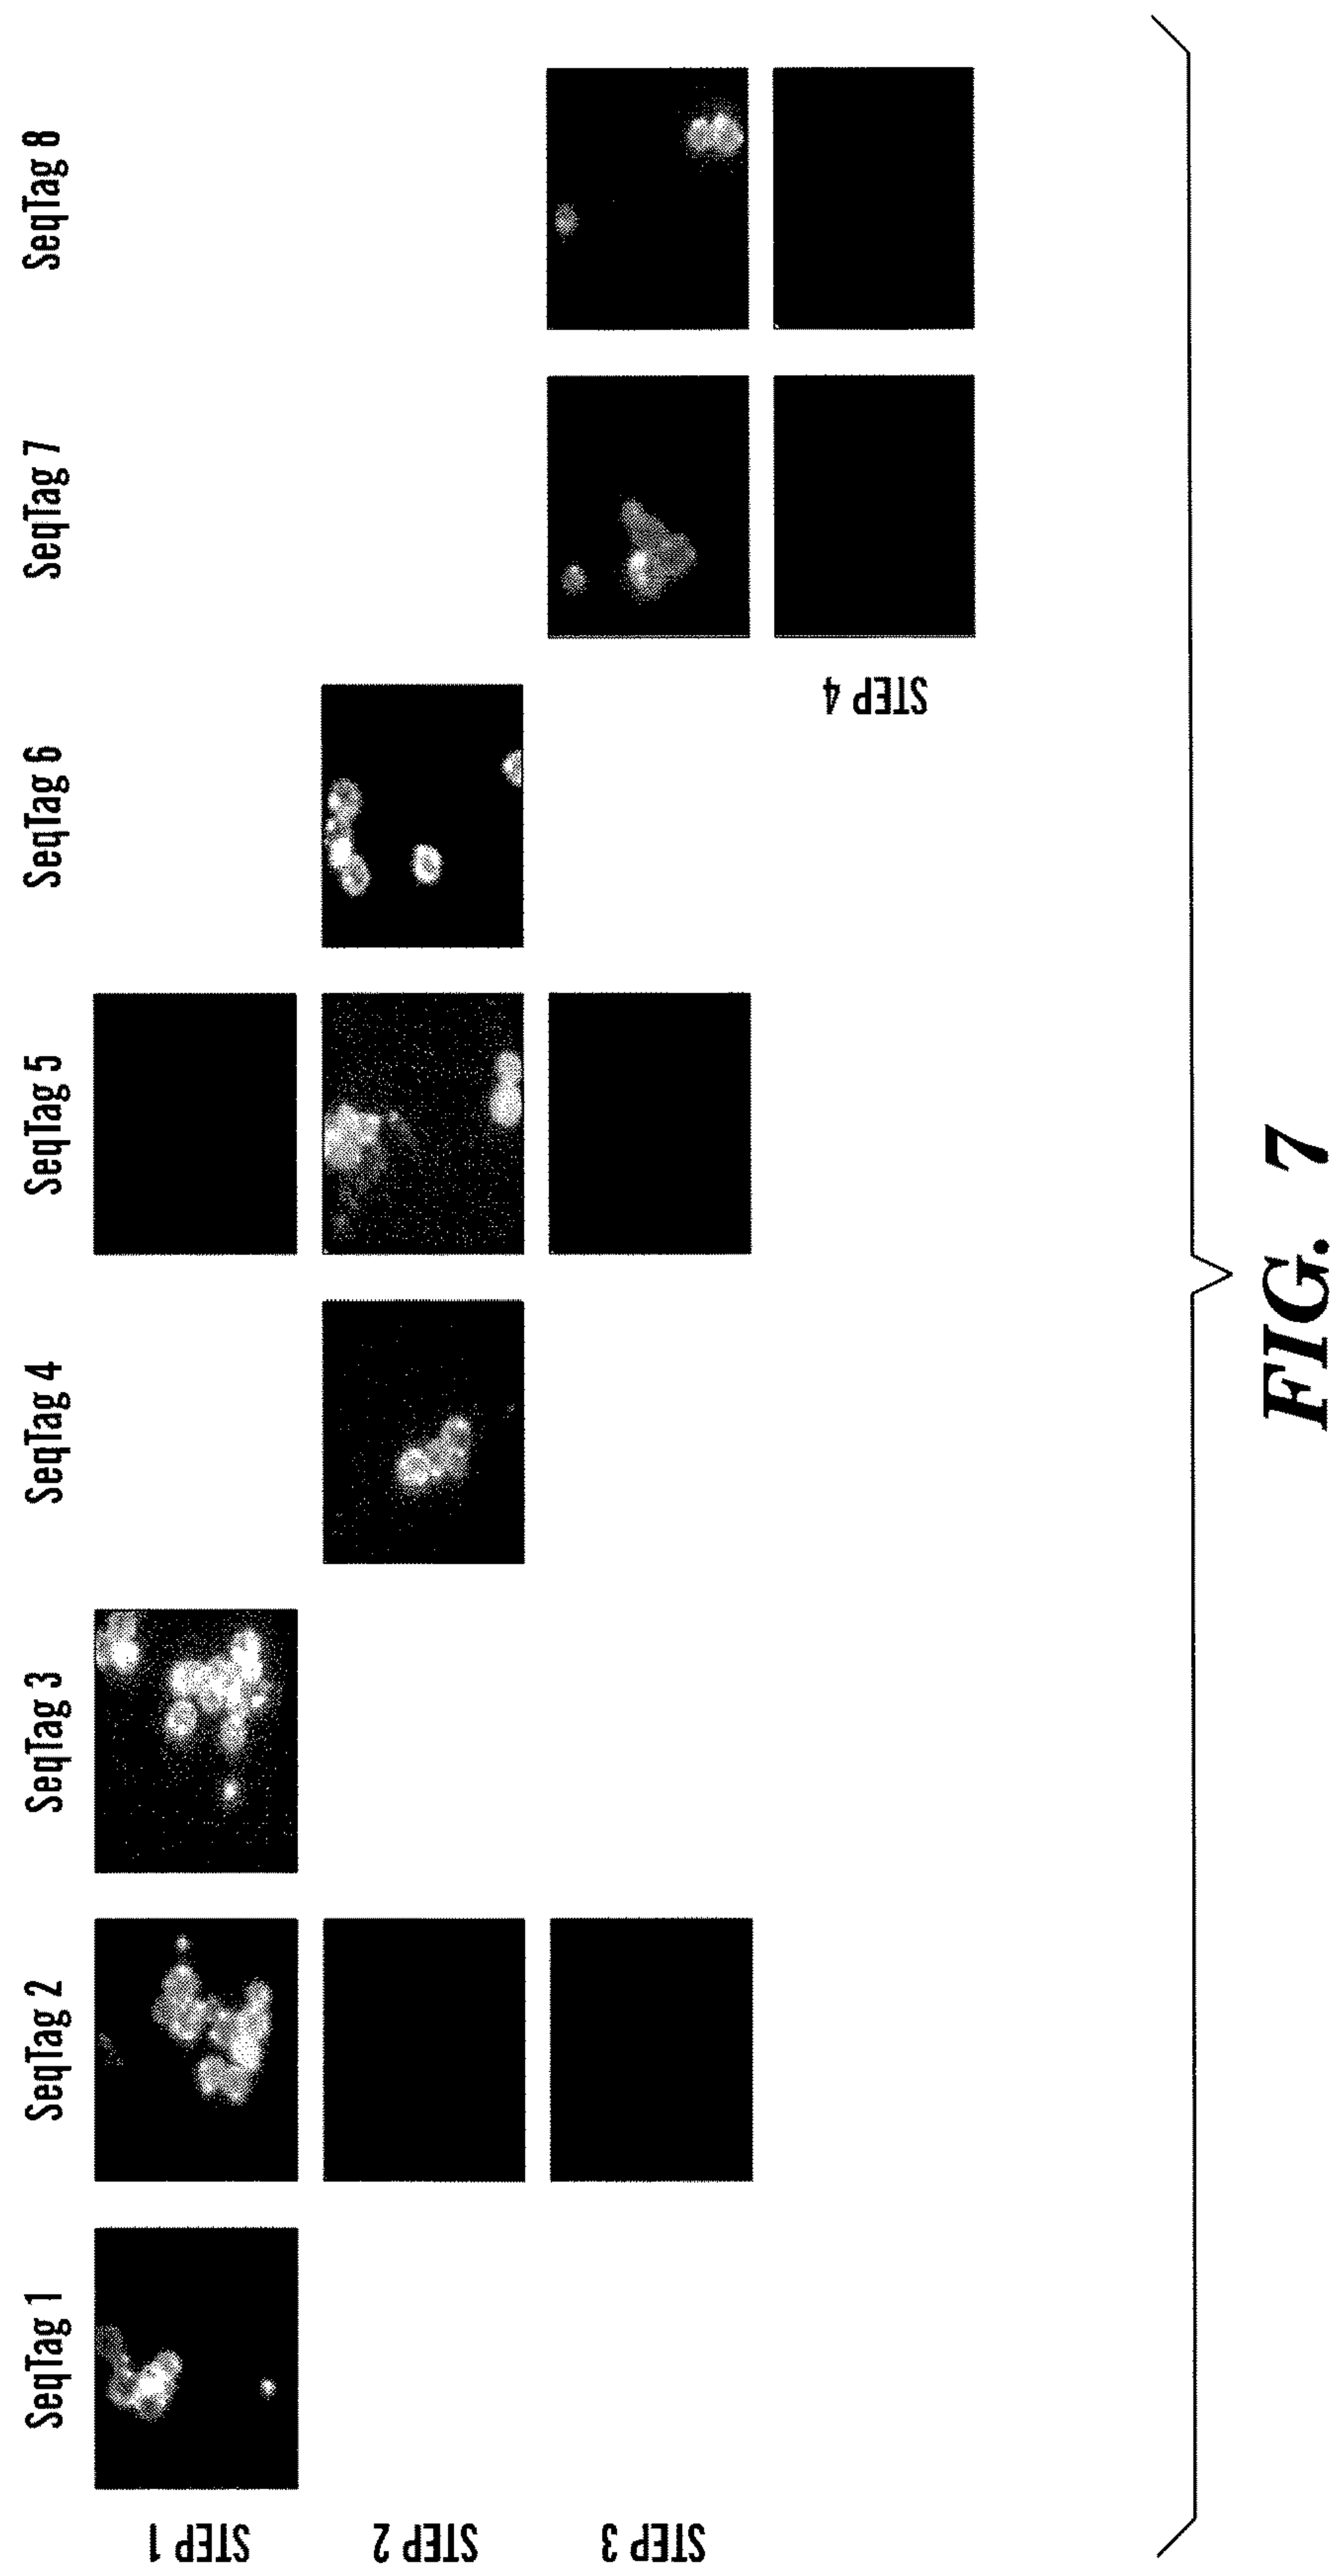 SeqTag 1
SeqTag 2
SeqTag 3
SeqTag 4
SeqTag 5
SeqTag 6
SeqTag 7
SeqTag 8
STEP 1
STEP 2
STEP 3
STEP 4
FIG. 7